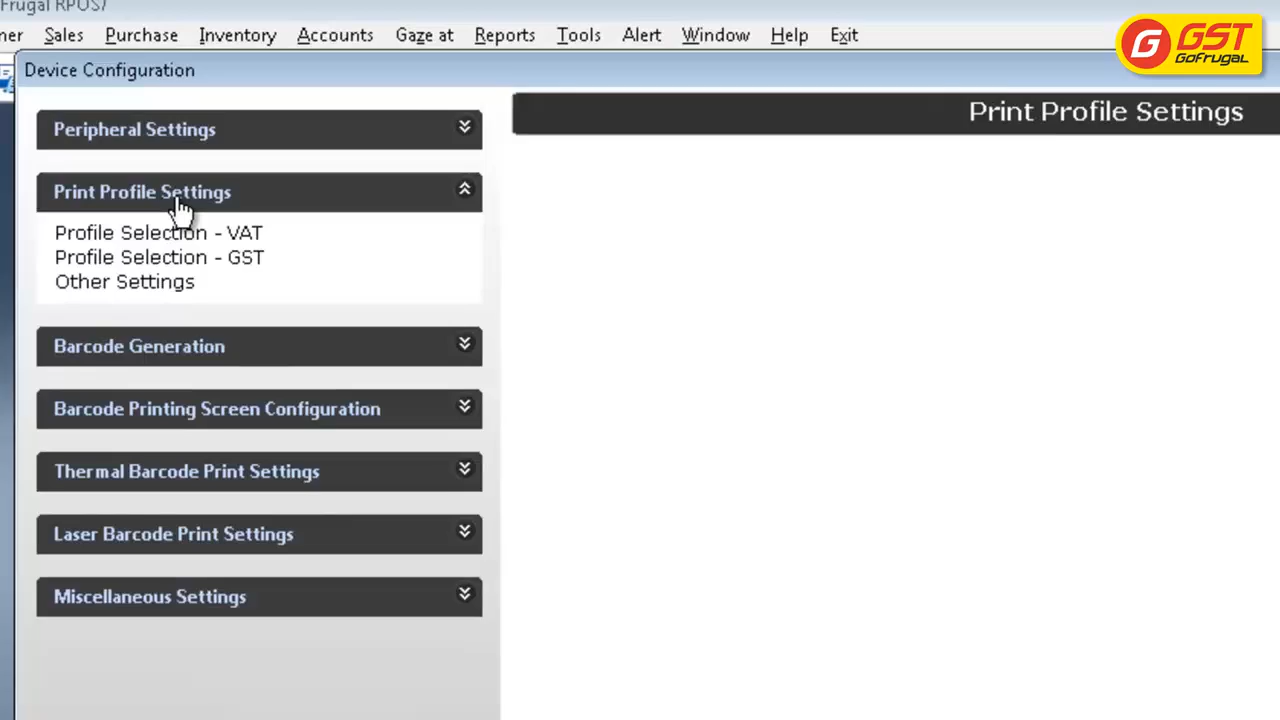 Frugal RPOS7
ner Sales Purchase Inventory Accounts Gaze at Reports Tools Alert Window Help Exit
G GST
GOFRUGAL
Device Configuration
Print Profile Settings
Peripheral Settings
Print Profile Settings
Profile Selection - VAT
Profile Selection - GST
Other Settings
Barcode Generation
Barcode Printing Screen Configuration
Thermal Barcode Print Settings
Laser Barcode Print Settings
Miscellaneous Settings